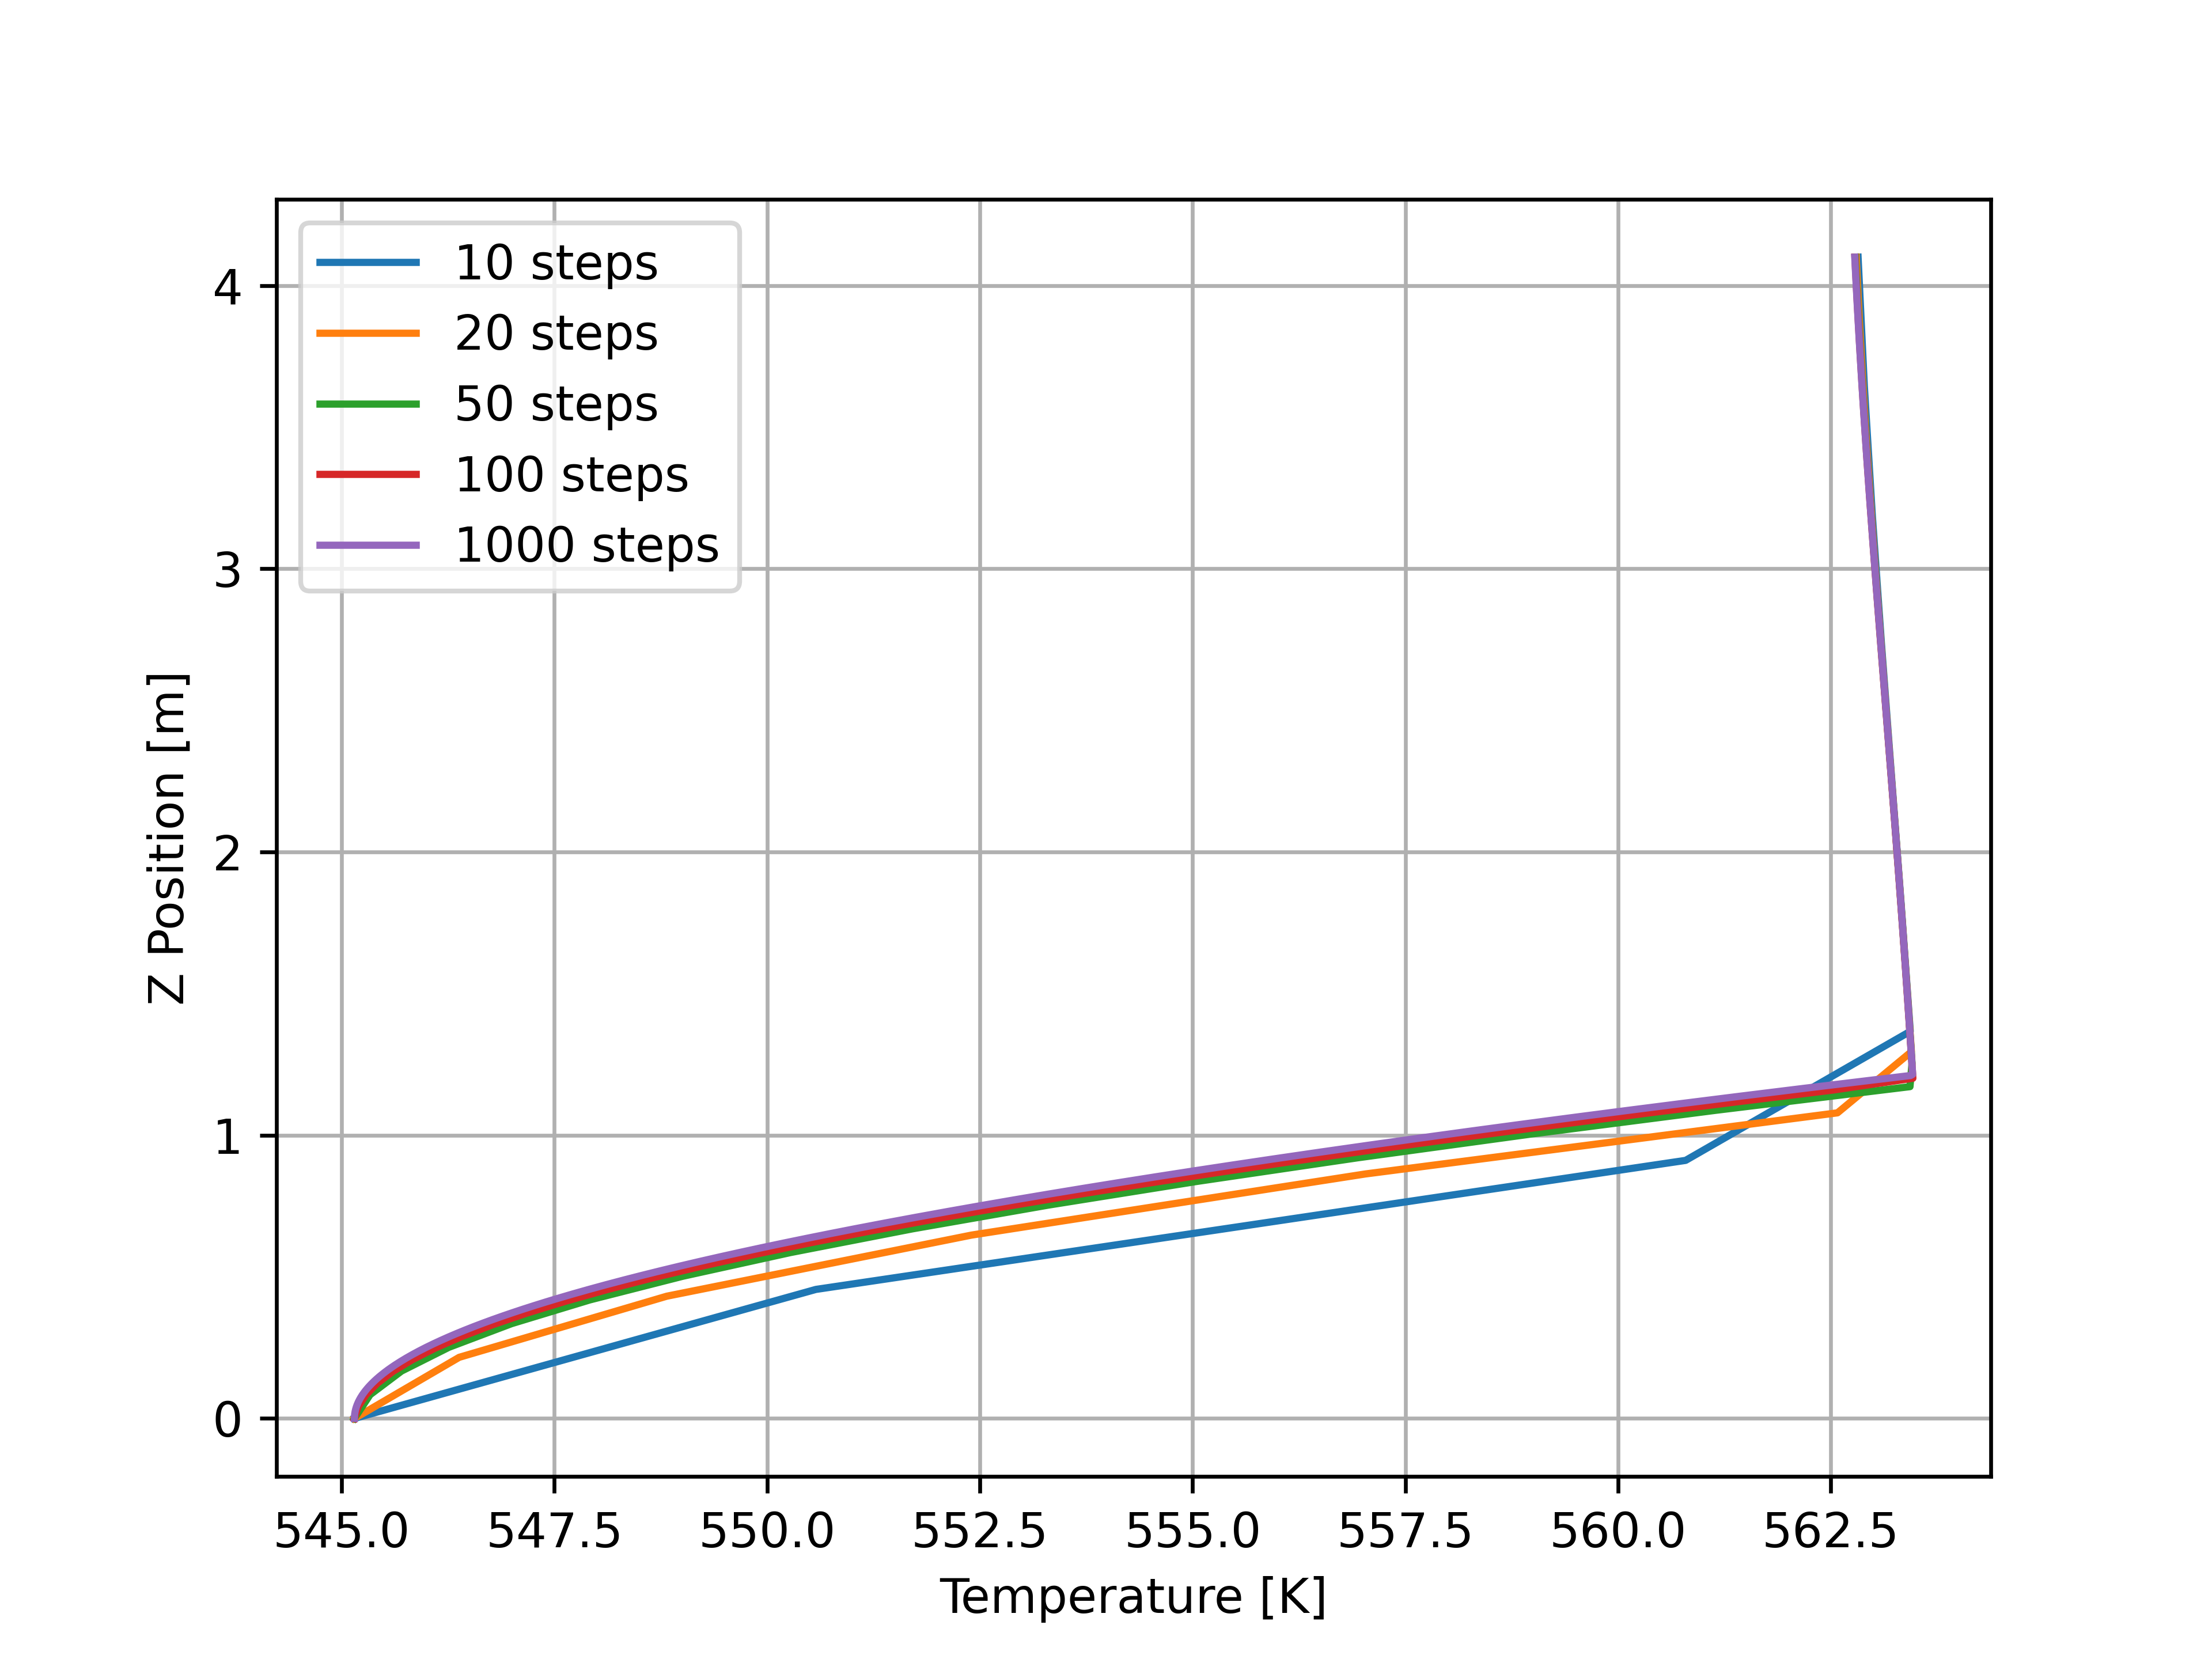 10 steps
20 steps
50 steps
100 steps
1000 steps
Z Position [m]
4
3
2
1
0
545.0 547.5 550.0 552.5 555.0 557.5 560.0 562.5
Temperature [K]